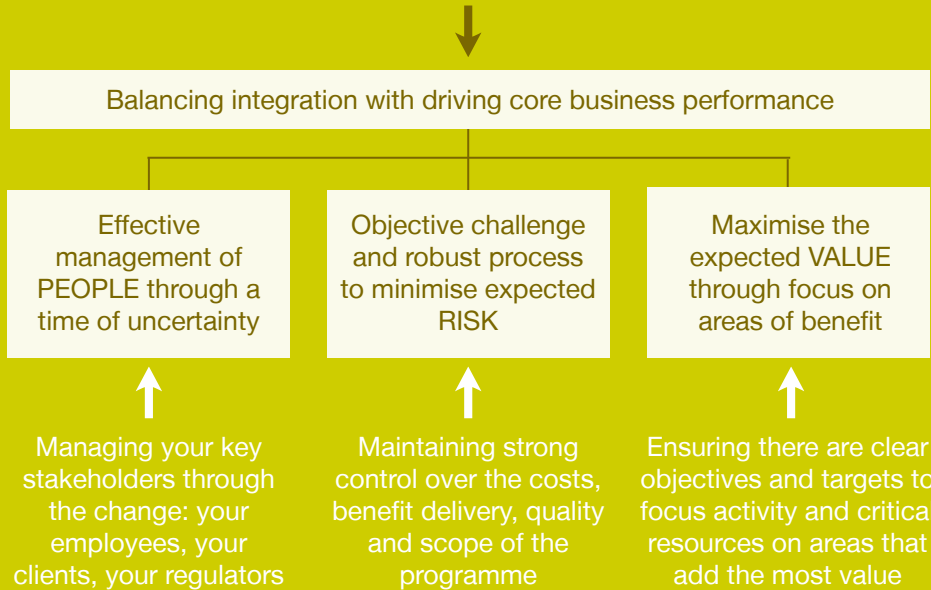 Balancing integration with driving core business performance
Effective
management of
PEOPLE through a
time of uncertainty
Objective challenge
and robust process
to minimise expected
RISK
Maximise the
expected VALUE
through focus on
areas of benefit
Managing your key
stakeholders through
the change: your
employees, your
clients, your regulators
Maintaining strong
control over the costs,
benefit delivery, quality
and scope of the
programme
Ensuring there are clear
objectives and targets to
focus activity and critica
resources on areas that
add the most value